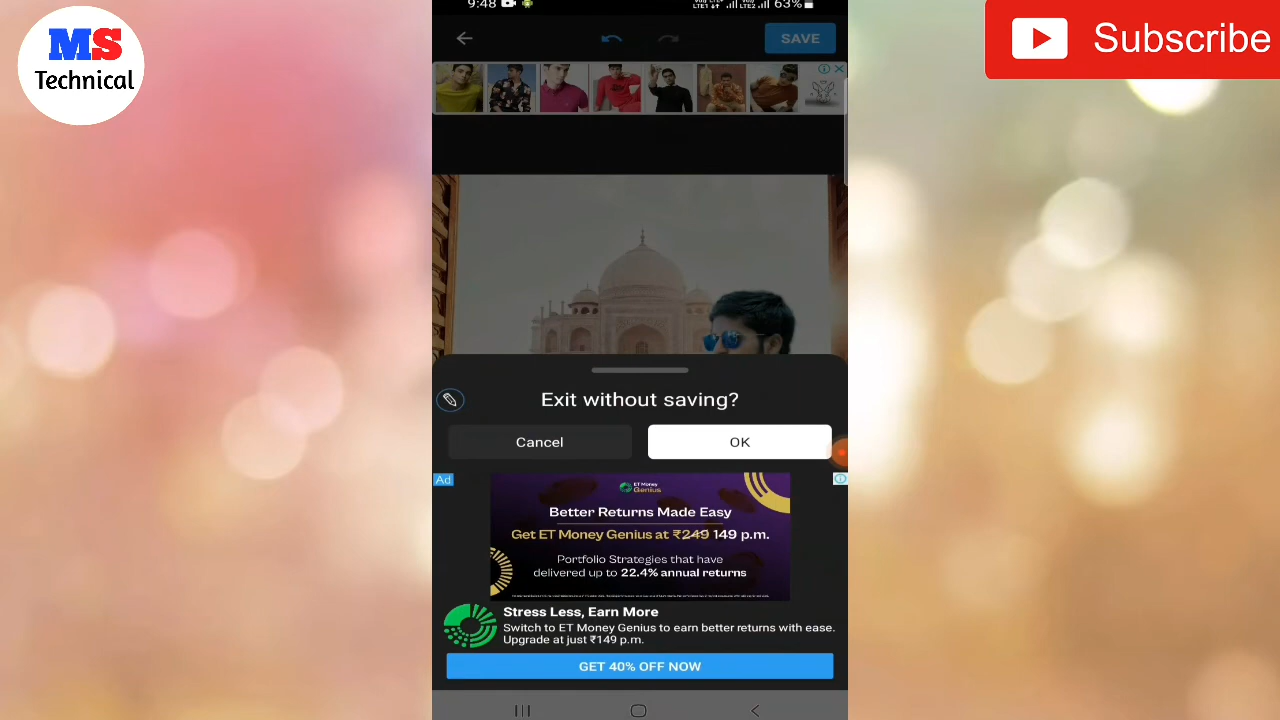 MS
Technical
Subscribe
9:48
63%
SAVE
Exit without saving?
Cancel
OK
Ad
ET Money
Genius
Better Returns Made Easy
Get ET Money Genius at ₹249 149 p.m.
Portfolio Strategies that have
delivered up to 22.4% annual returns
Stress Less, Earn More
Switch to ET Money Genius to earn better returns with ease.
Upgrade at just ₹149 p.m.
GET 40% OFF NOW